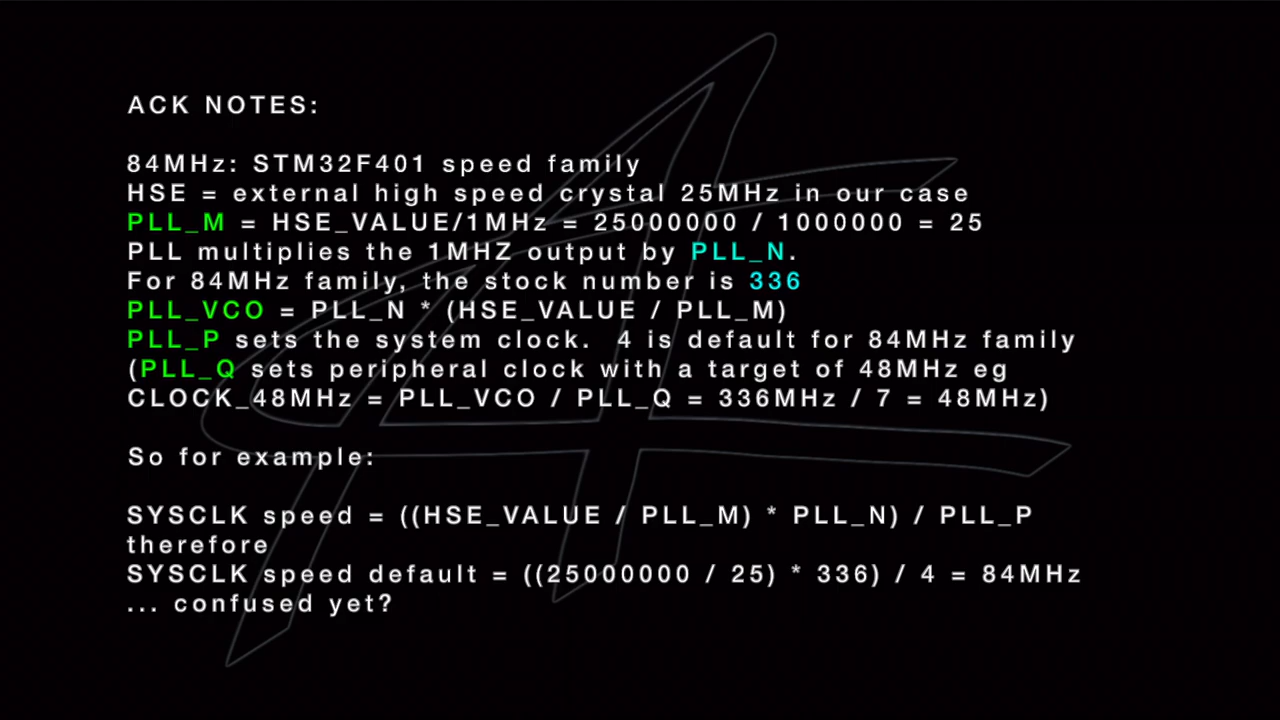 ACK NOTES:
84MHz: STM32F401 speed family
HSE = external high speed crystal 25MHz in our case
PLL_M = HSE_VALUE/1MHz = 25000000 / 1000000 = 25
PLL multiplies the 1MHZ output by PLL_N.
For 84MHz family, the stock number is 336
PLL_VCO = PLL_N * (HSE_VALUE / PLL_M)
PLL_P sets the system clock.  4 is default for 84MHz family
(PLL_Q sets peripheral clock with a target of 48MHz eg
CLOCK_48MHz = PLL_VCO / PLL_Q = 336MHz / 7 = 48MHz)
So for example:
SYSCLK speed = ((HSE_VALUE / PLL_M) * PLL_N) / PLL_P
therefore
SYSCLK speed default = ((25000000 / 25) * 336) / 4 = 84MHz
... confused yet?